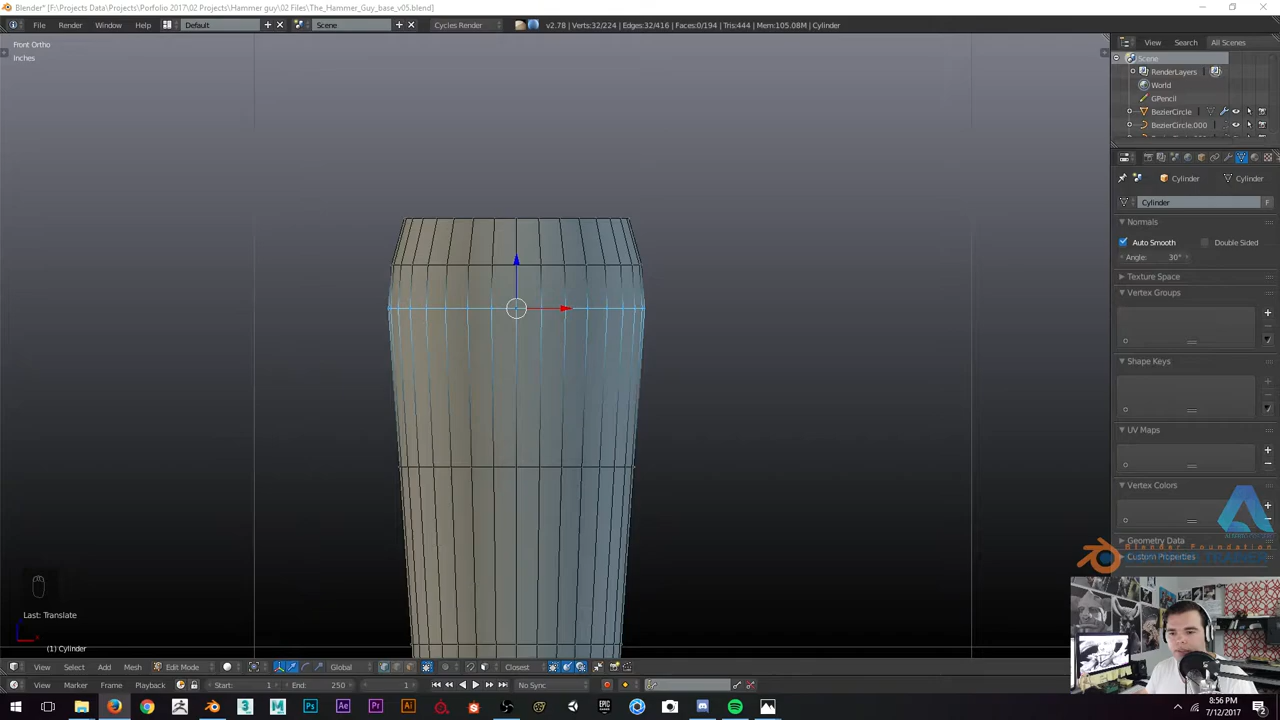 Blender* [F:\Projects Data\Projects\Porfolio 2017\02 Projects\Hammer guy\02 Files\The_Hammer_Guy_base_v05.blend]
File Render Window Help Default Scene Cycles Render v2.78 | Verts:32/224 | Edges:32/416 | Faces:0/194 | Tris:444 | Mem:105.08M | Cylinder
Front Ortho
Inches
View Search All Scenes
Scene
RenderLayers
World
GPencil
BezierCircle
BezierCircle.000
Cylinder Cylinder
Cylinder F
Normals
Auto Smooth Double Sided
Angle: 30°
Texture Space
Vertex Groups
Shape Keys
UV Maps
Vertex Colors
Geometry Data
Blender Foundation
Custom Properties
Last: Translate
(1) Cylinder
View Select Add Mesh Edit Mode Global Closest
View Marker Frame Playback Start: 1 End: 250 1 No Sync
8:56 PM
7/12/2017